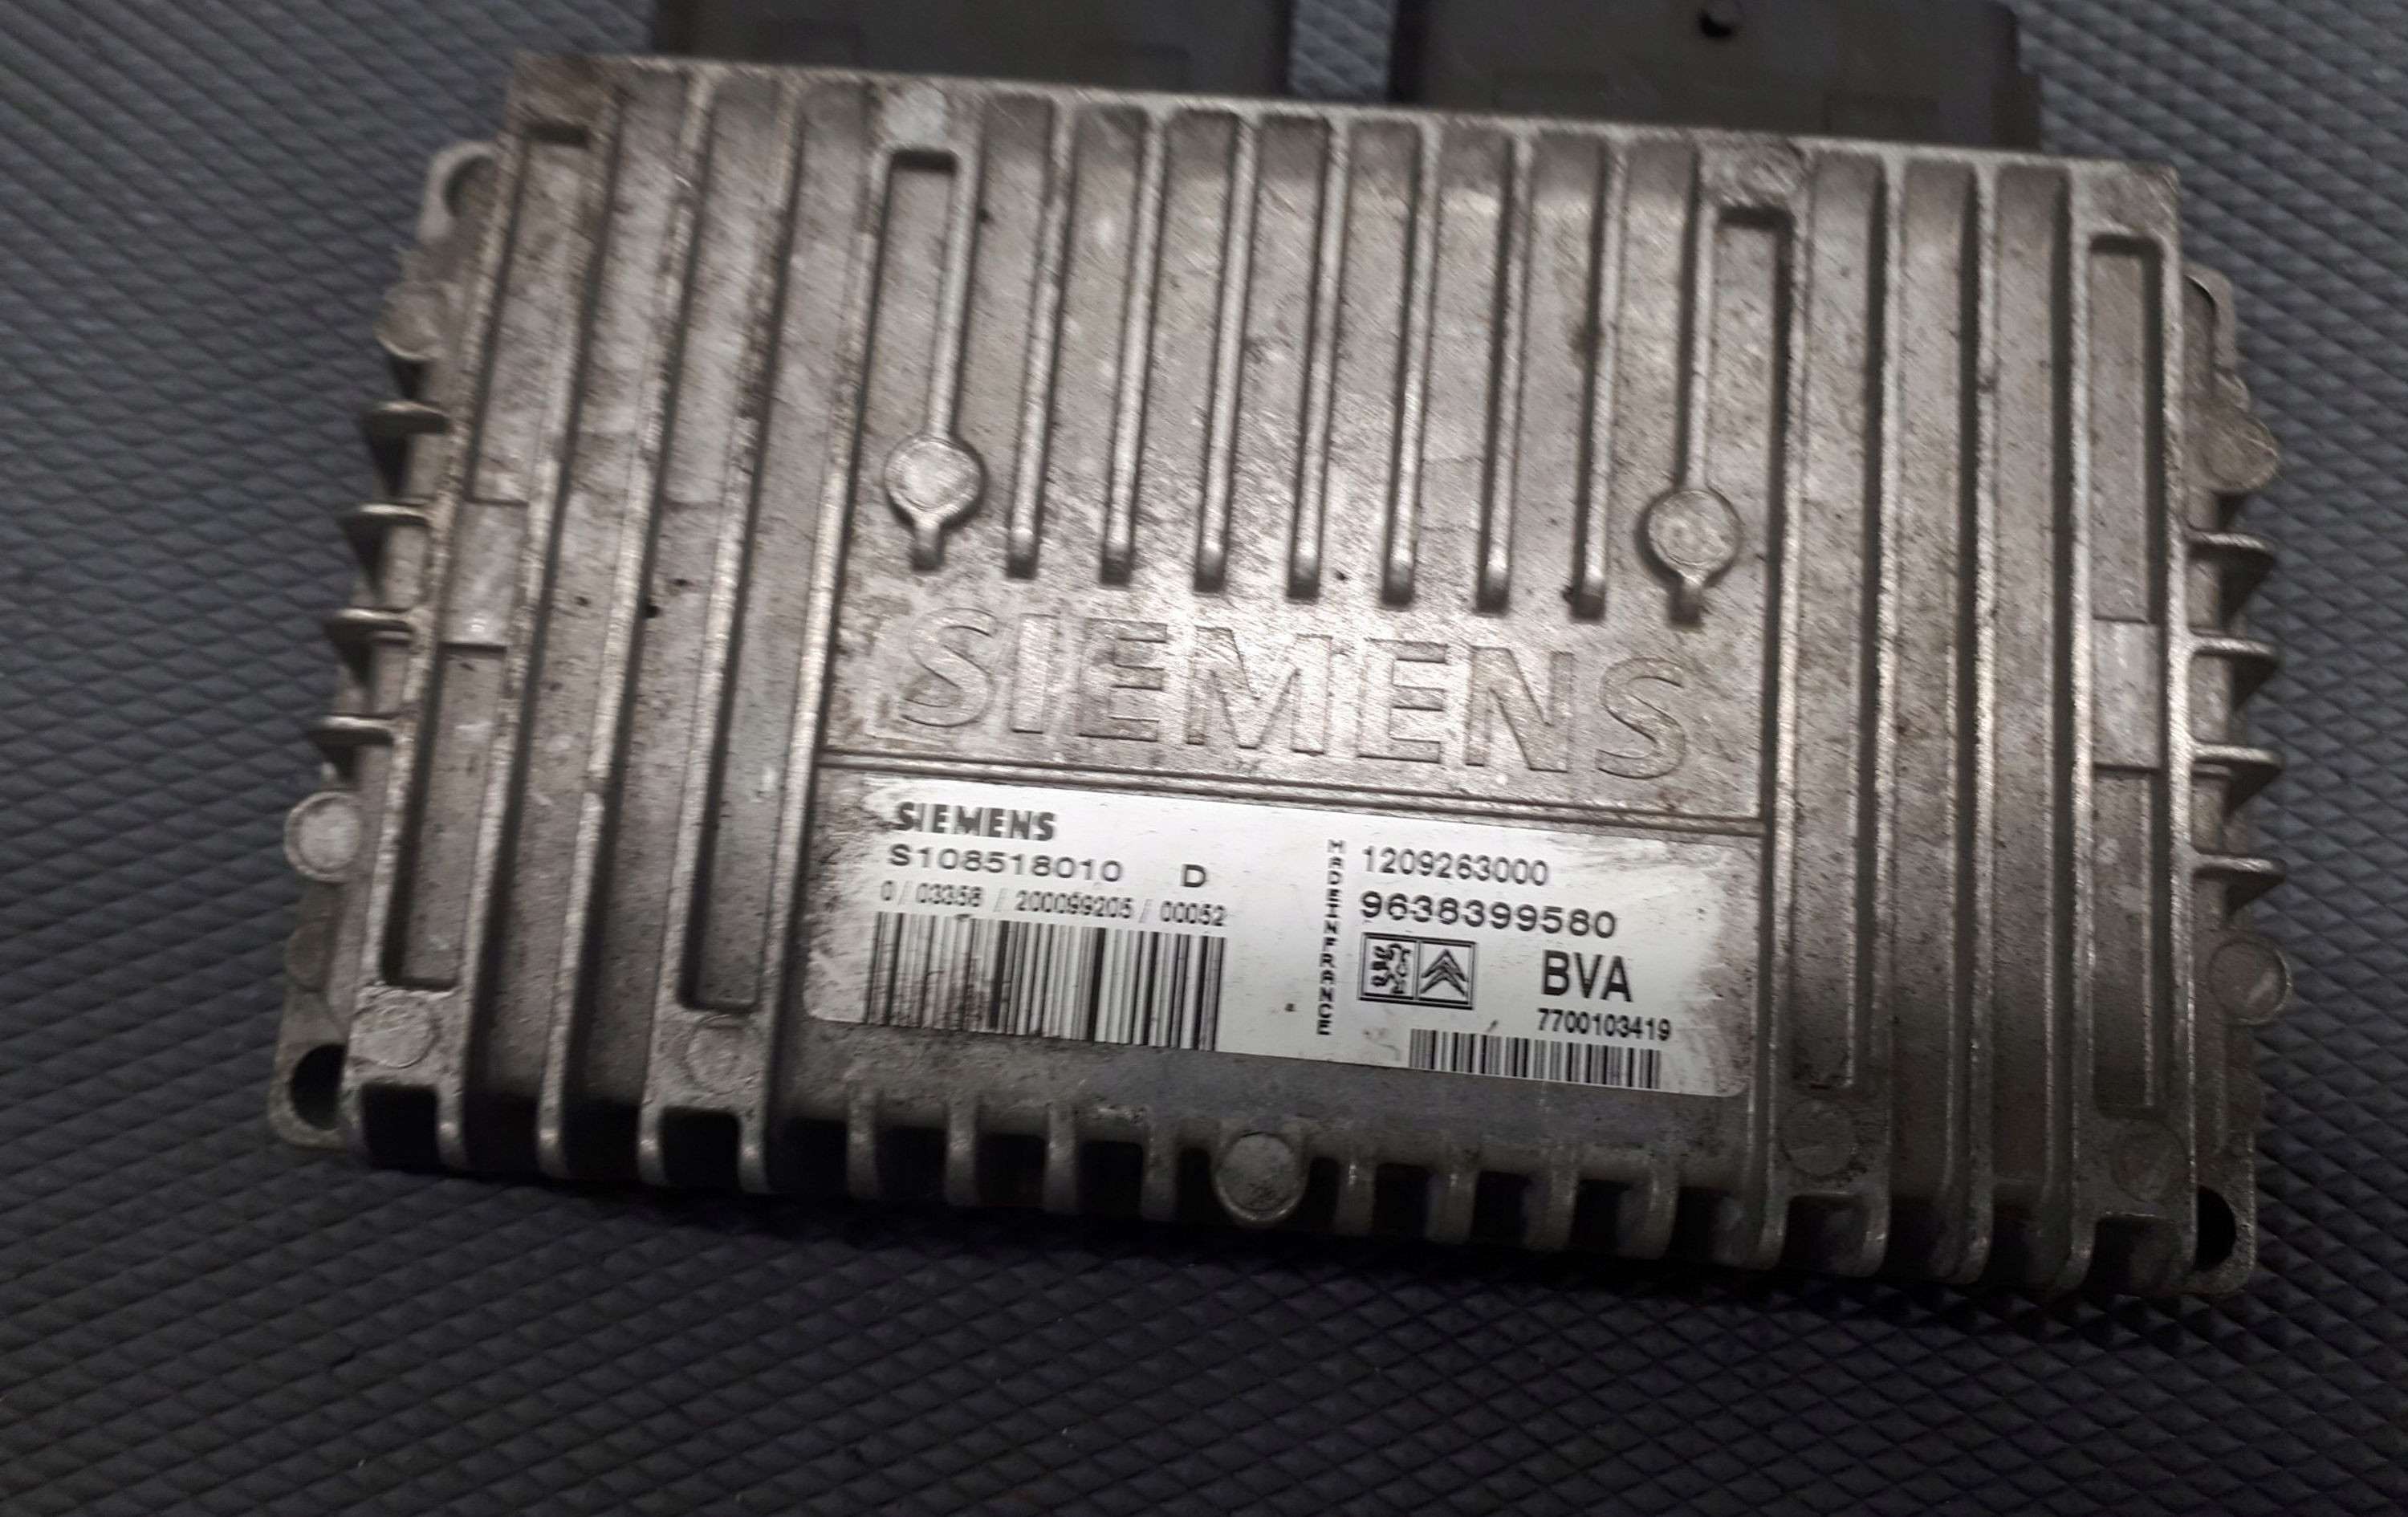 SIEMENS
SIEMENS
S108518010 D
0 / 03358 / 200099205 / 00052
MADE IN FRANCE
1209263000
9638399580
BVA
7700103419